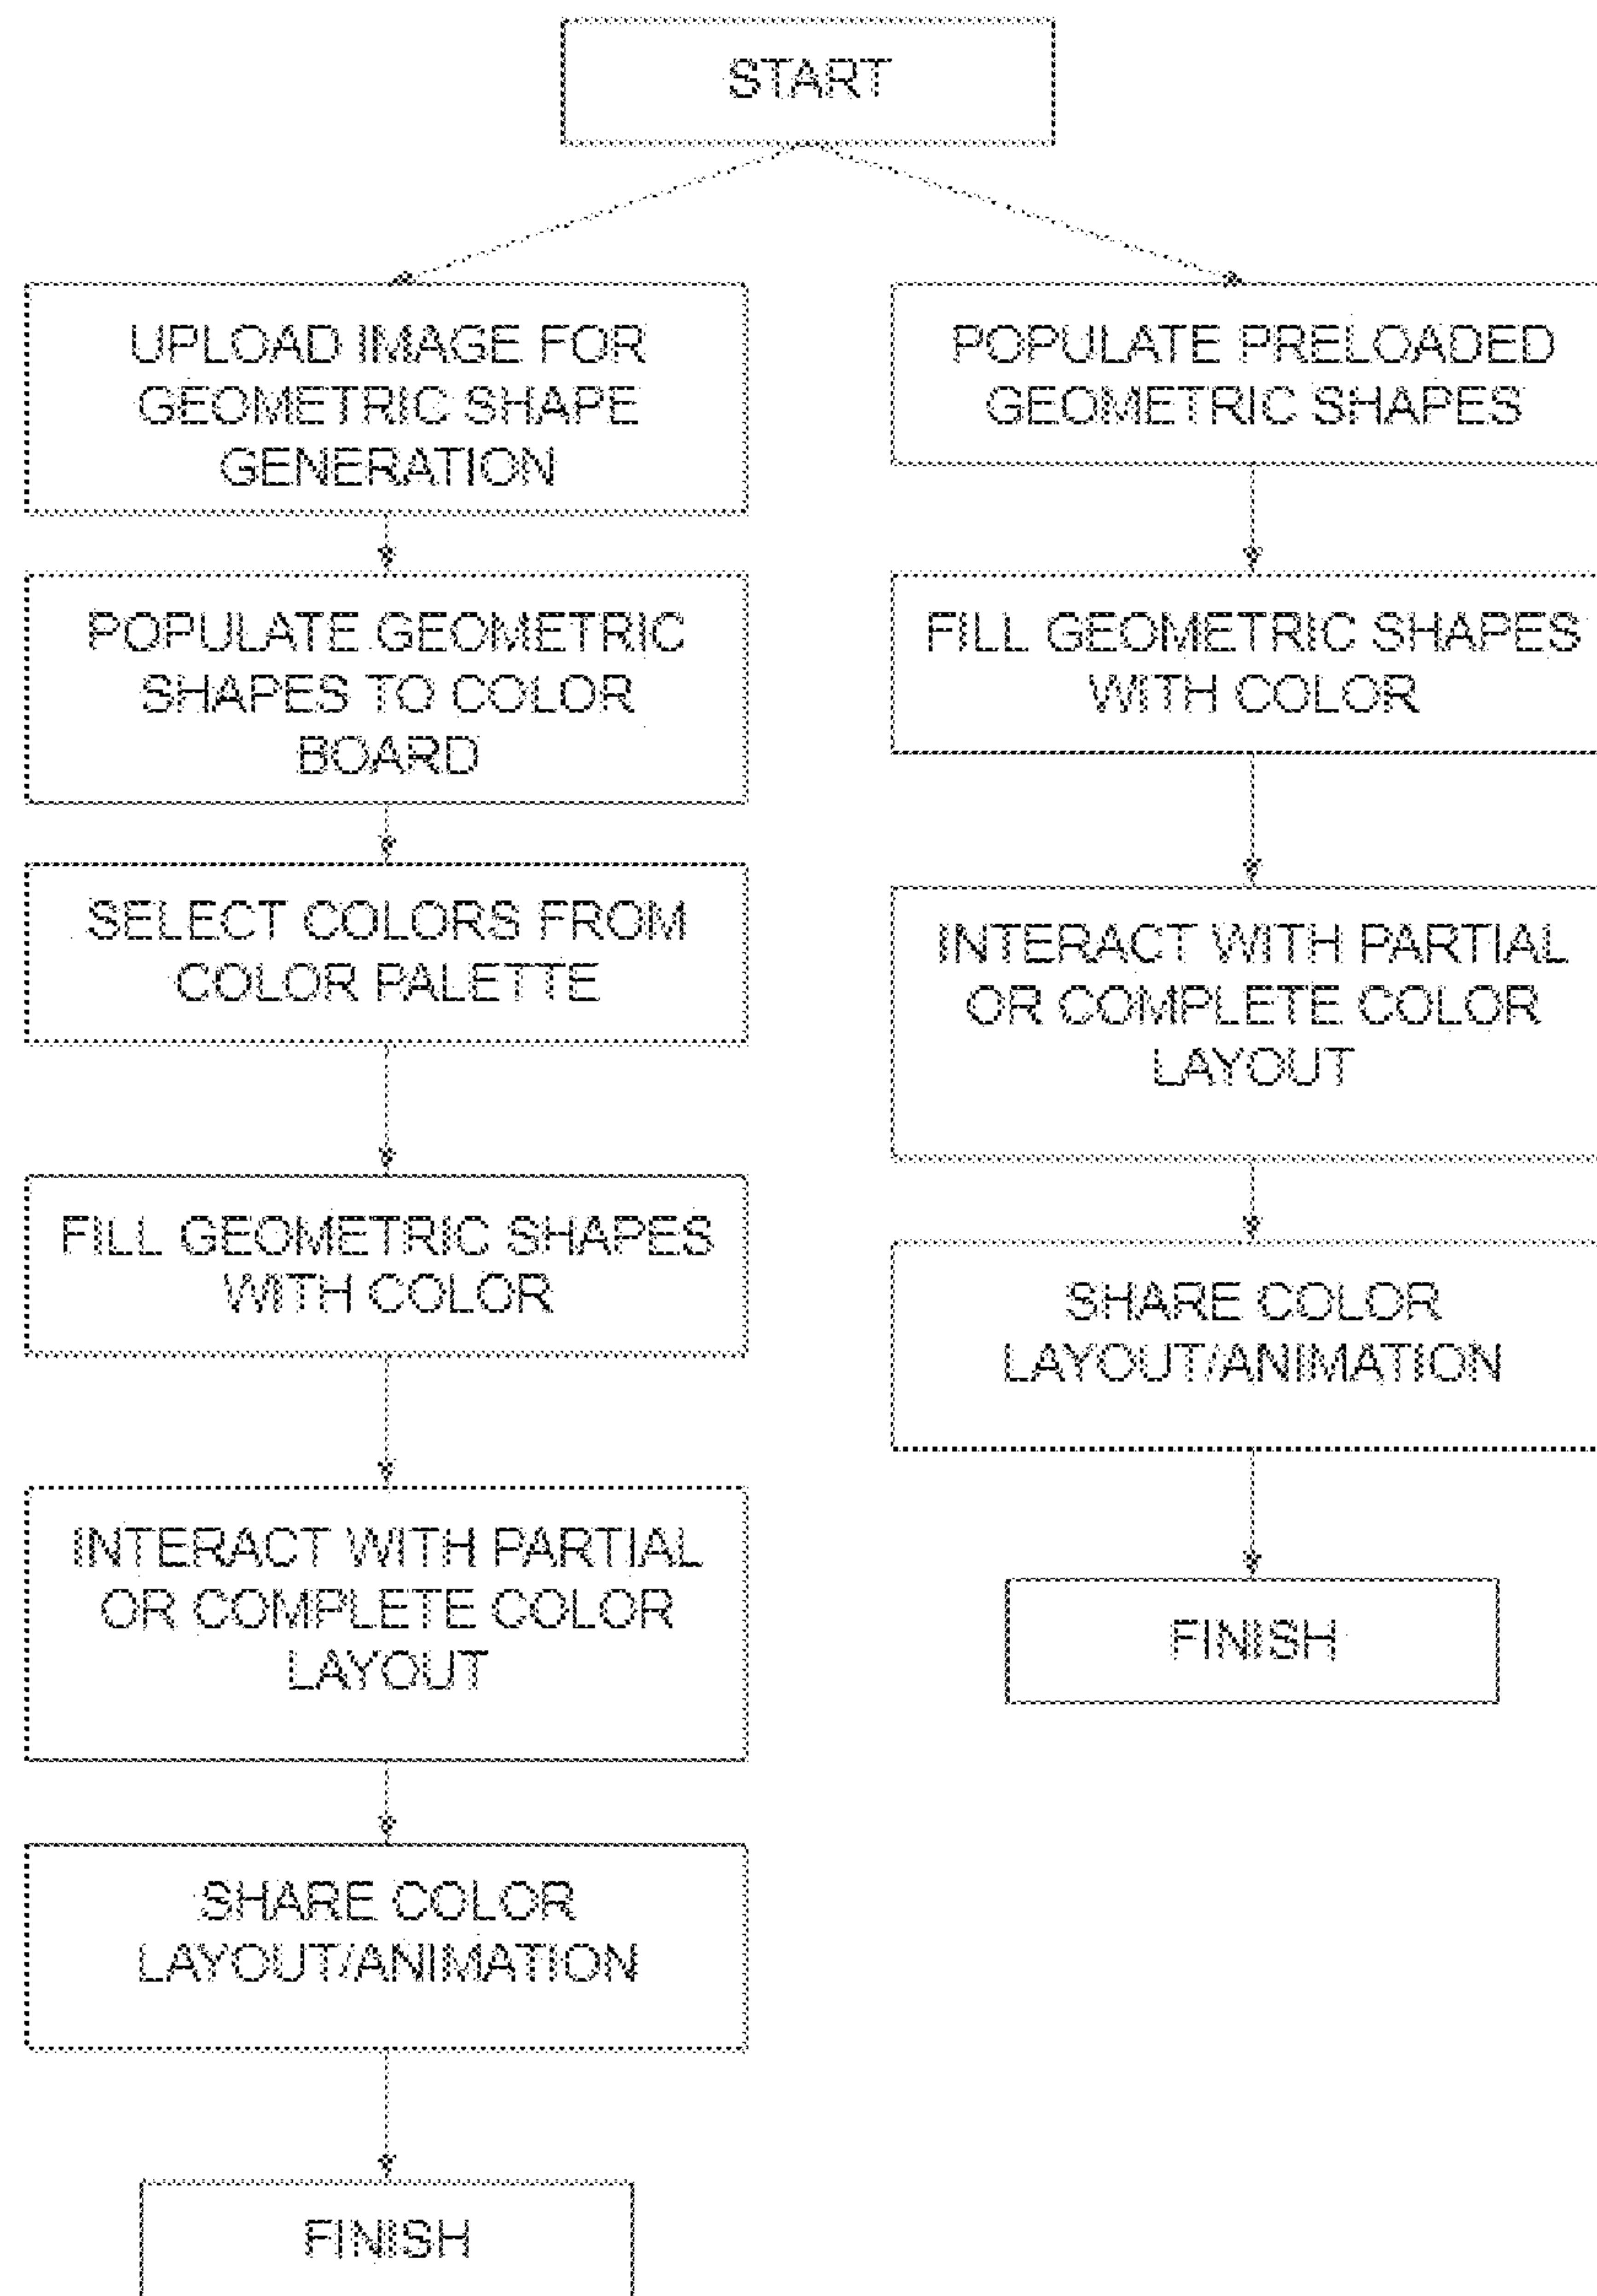 START
UPLOAD IMAGE FOR
GEOMETRIC SHAPE
GENERATION
POPULATE GEOMETRIC
SHAPES TO COLOR
BOARD
SELECT COLORS FROM
COLOR PALETTE
FILL GEOMETRIC SHAPES
WITH COLOR
INTERACT WITH PARTIAL
OR COMPLETE COLOR
LAYOUT
SHARE COLOR
LAYOUT/ANIMATION
FINISH
POPULATE PRELOADED
GEOMETRIC SHAPES
FILL GEOMETRIC SHAPES
WITH COLOR
INTERACT WITH PARTIAL
OR COMPLETE COLOR
LAYOUT
SHARE COLOR
LAYOUT/ANIMATION
FINISH